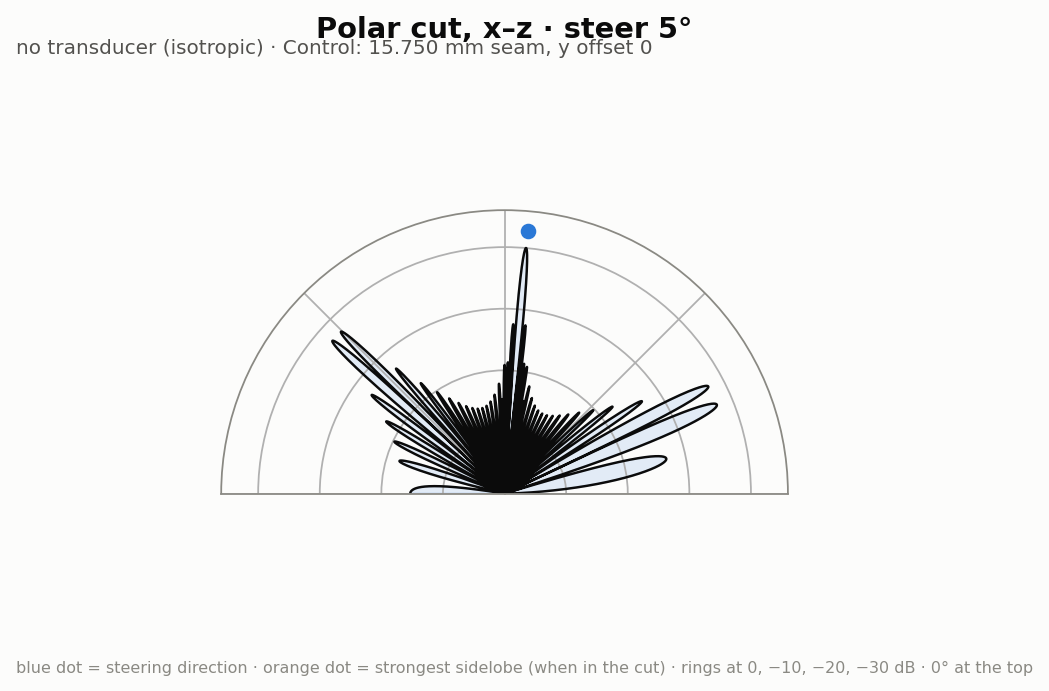 Polar cut, x–z · steer 5°
no transducer (isotropic) · Control: 15.750 mm seam, y offset 0
blue dot = steering direction · orange dot = strongest sidelobe (when in the cut) · rings at 0, −10, −20, −30 dB · 0° at the top